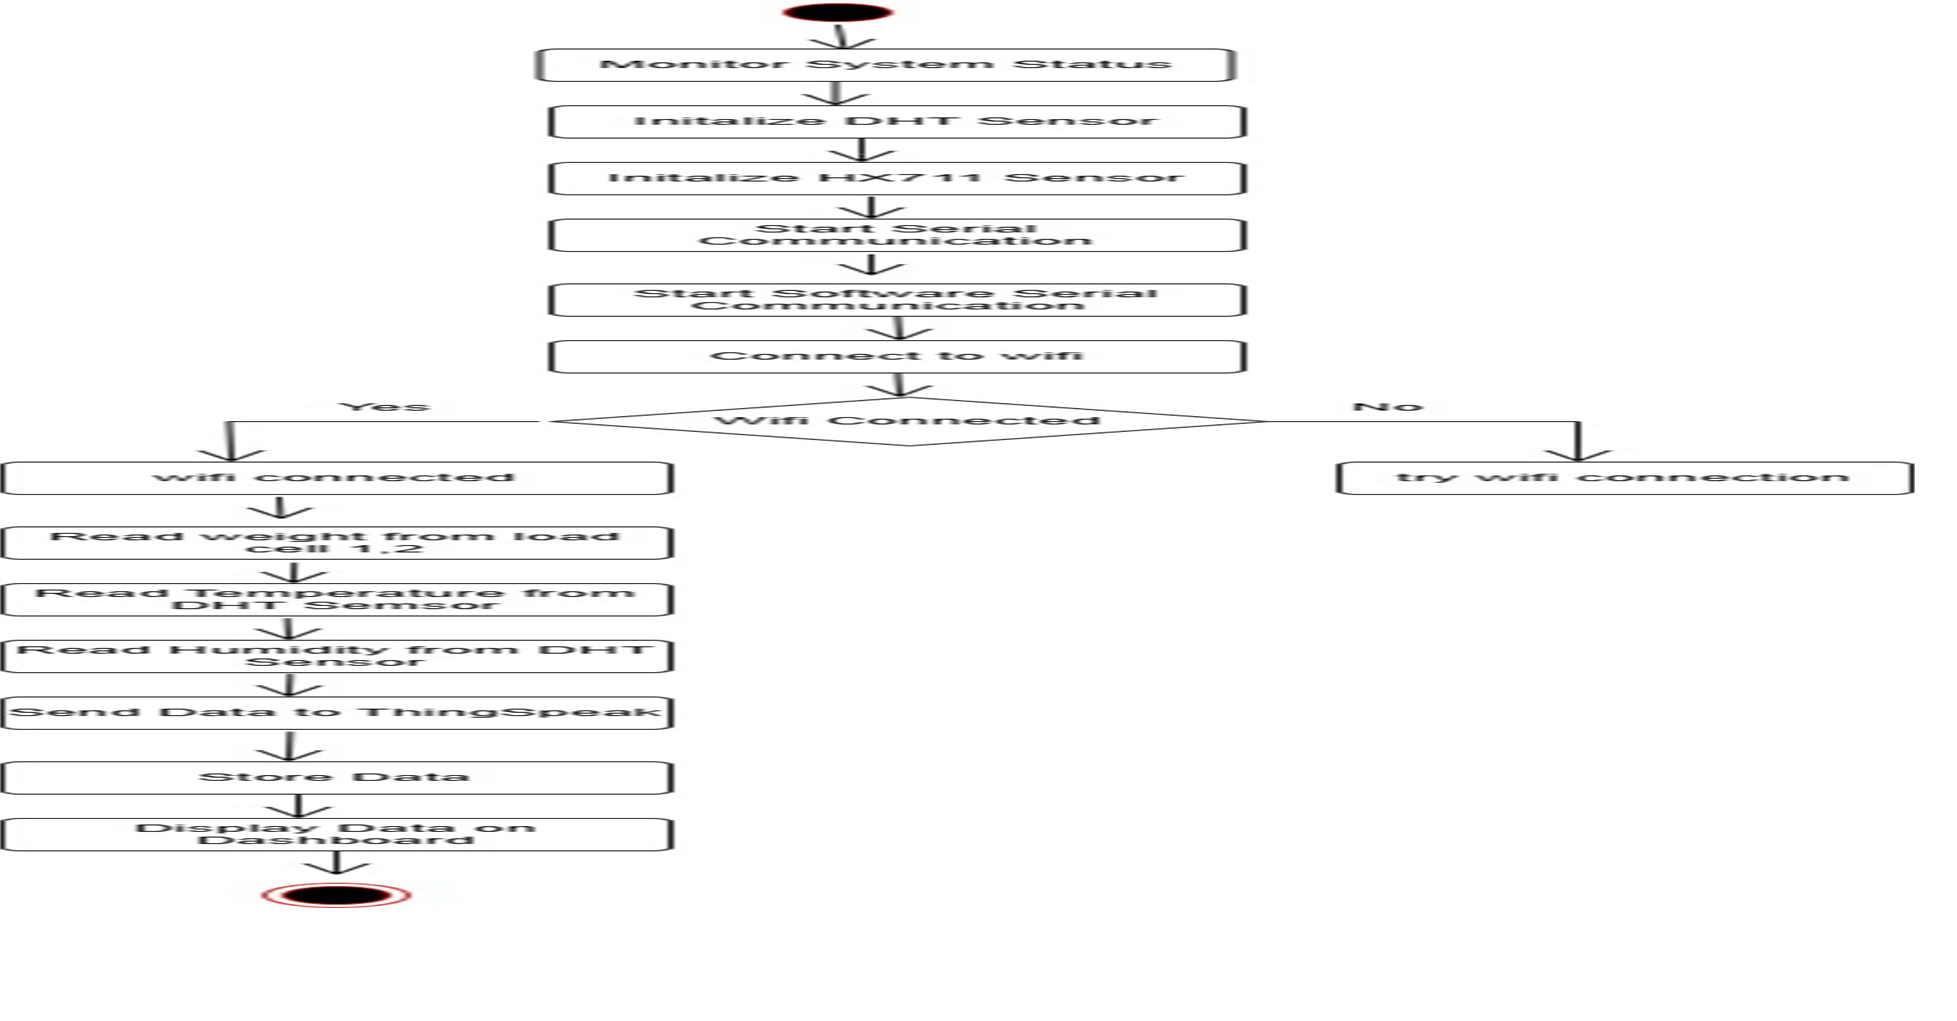 Monitor System Status
Initalize DHT Sensor
Initalize HX711 Sensor
Start Serial
Communication
Start Software Serial
Communication
Connect to wifi
Yes
Wifi Connected
No
wifi connected
try wifi connection
Read weight from load
cell 1,2
Read Temperature from
DHT Semsor
Read Humidity from DHT
Sensor
Send Data to ThingSpeak
Store Data
Display Data on
Dashboard